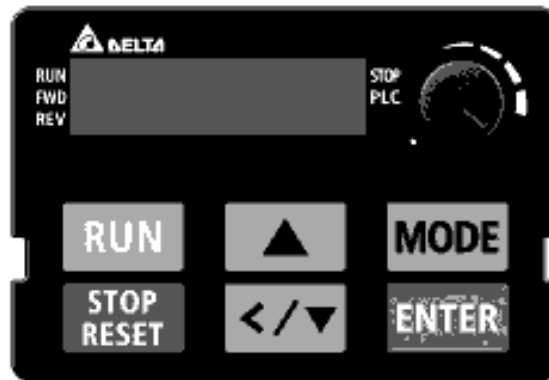 DELTA
RUN
FWD
REV
STOP
PLC
RUN
MODE
STOP
RESET
</▼
ENTER